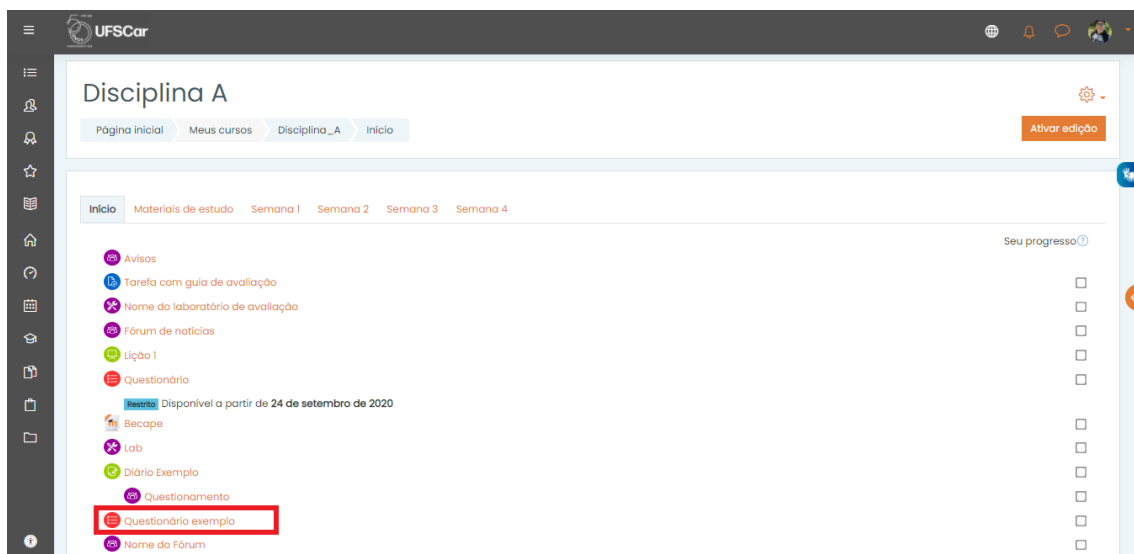 UFSCar
Disciplina A
Página inicial Meus cursos Disciplina_A Início
Ativar edição
Início Materiais de estudo Semana 1 Semana 2 Semana 3 Semana 4
Seu progresso
Avisos
Tarefa com guia de avaliação
Nome do laboratório de avaliação
Fórum de notícias
Lição 1
Questionário
Restrito Disponível a partir de 24 de setembro de 2020
Becape
Lab
Diário Exemplo
Questionamento
Questionário exemplo
Nome do Fórum